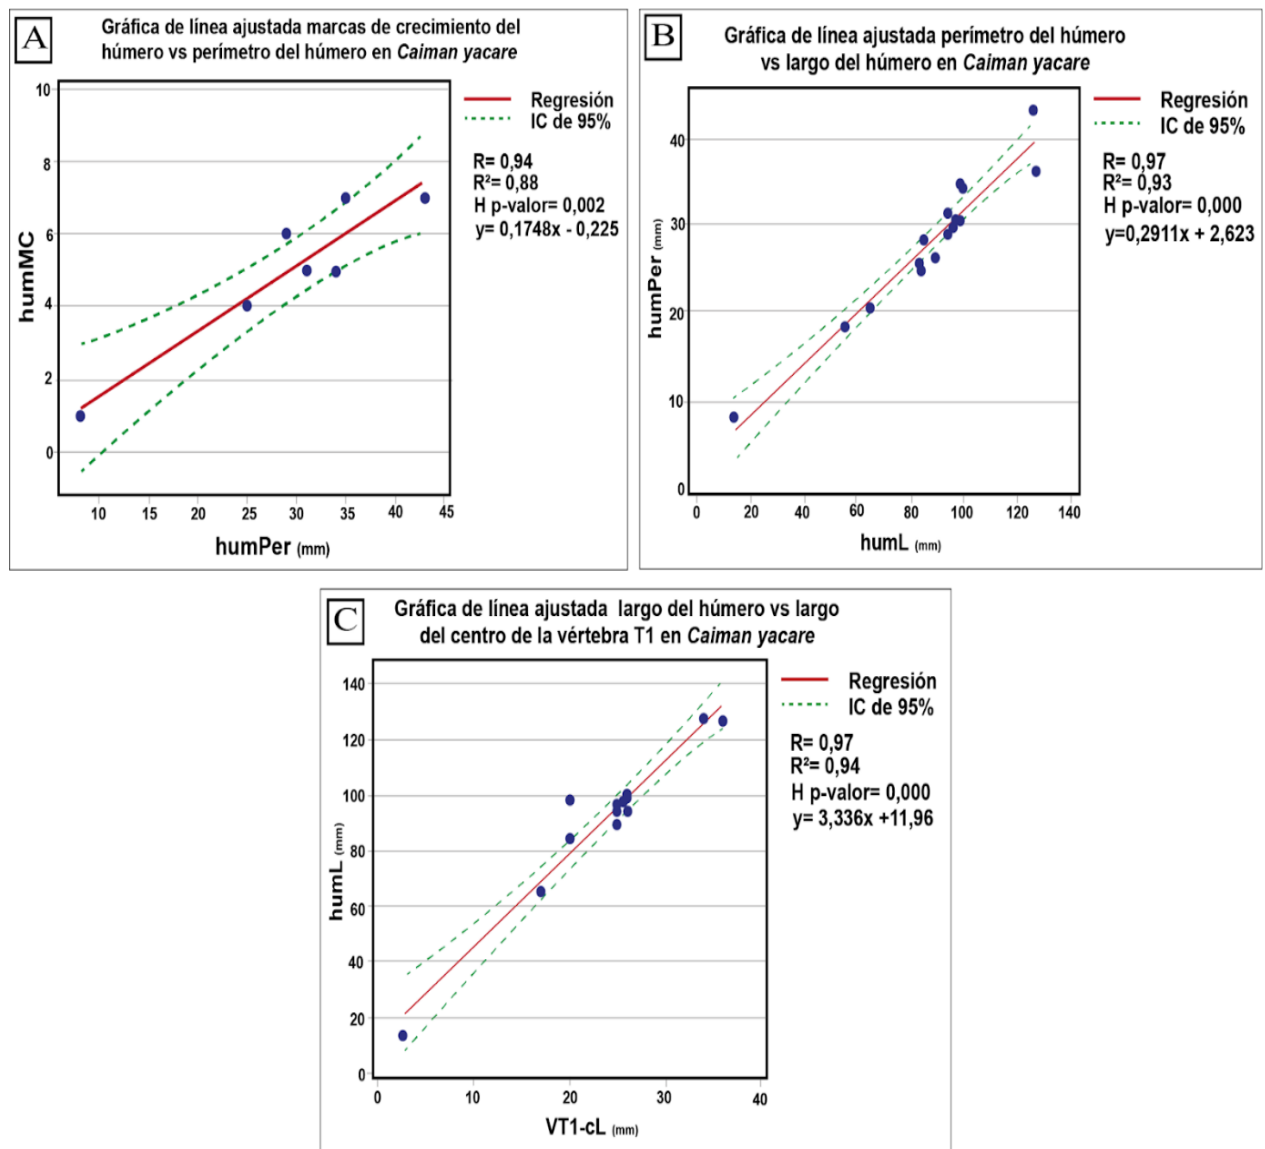 A
Gráfica de línea ajustada marcas de crecimiento del
húmero vs perímetro del húmero en Caiman yacare
10
8
6
4
2
0
humMC
10 15 20 25 30 35 40 45
humPer (mm)
Regresión
IC de 95%
R= 0,94
R²= 0,88
H p-valor= 0,002
y= 0,1748x - 0,225
B
Gráfica de línea ajustada perímetro del húmero
vs largo del húmero en Caiman yacare
40
30
20
10
0
humPer (mm)
0 20 40 60 80 100 120 140
humL (mm)
Regresión
IC de 95%
R= 0,97
R²= 0,93
H p-valor= 0,000
y=0,2911x + 2,623
C
Gráfica de línea ajustada largo del húmero vs largo
del centro de la vértebra T1 en Caiman yacare
140
120
100
80
60
40
20
0
humL (mm)
0 10 20 30 40
VT1-cL (mm)
Regresión
IC de 95%
R= 0,97
R²= 0,94
H p-valor= 0,000
y= 3,336x +11,96